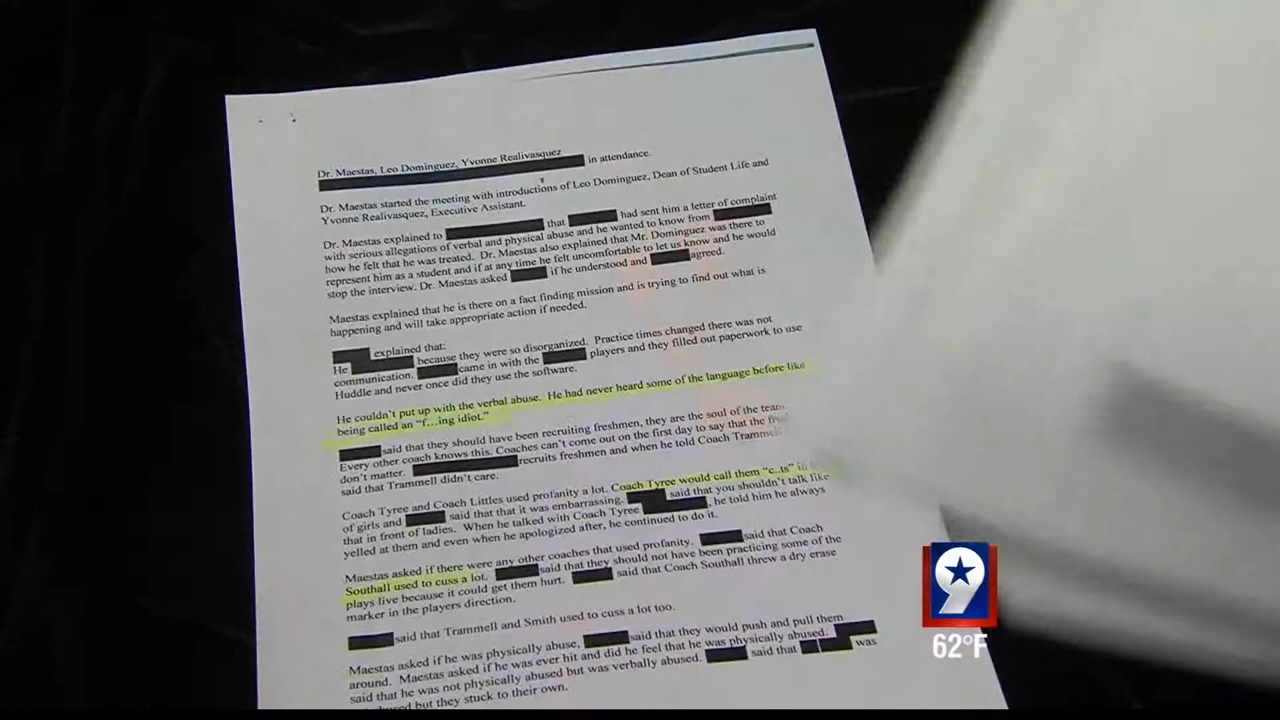 Dr. Maestas, Leo Dominguez, Yvonne Realivasquez
in attendance.
Dr. Maestas started the meeting with introductions of Leo Dominguez, Dean of Student Life and
Yvonne Realivasquez, Executive Assistant.
Dr. Maestas explained to that had sent him a letter of complaint
with serious allegations of verbal and physical abuse and he wanted to know from
how he felt that he was treated. Dr. Maestas also explained that Mr. Dominguez was there to
represent him as a student and if at any time he felt uncomfortable to let us know and he would
stop the interview. Dr. Maestas asked if he understood and agreed.
Maestas explained that he is there on a fact finding mission and is trying to find out what is
happening and will take appropriate action if needed.
explained that:
He because they were so disorganized. Practice times changed there was not
communication. came in with the players and they filled out paperwork to use
Huddle and never once did they use the software.
He couldn't put up with the verbal abuse. He had never heard some of the language before like
being called an "f…ing idiot."
said that they should have been recruiting freshmen, they are the soul of the team.
Every other coach knows this. Coaches can't come out on the first day to say that the
don't matter. recruits freshmen and when he told Coach Trammell
said that Trammell didn't care.
Coach Tyree and Coach Littles used profanity a lot. Coach Tyree would call them "c..ts" in
of girls and said that that it was embarrassing. said that you shouldn't talk like
that in front of ladies. When he talked with Coach Tyree , he told him he always
yelled at them and even when he apologized after, he continued to do it.
Maestas asked if there were any other coaches that used profanity. said that Coach
Southall used to cuss a lot. said that they should not have been practicing some of the
plays live because it could get them hurt. said that Coach Southall threw a dry erase
marker in the players direction.
said that Trammell and Smith used to cuss a lot too.
Maestas asked if he was physically abuse, said that they would push and pull them
around. Maestas asked if he was ever hit and did he feel that he was physically abused.
said that he was not physically abused but was verbally abused. said that was
but they stuck to their own.
9
62°F